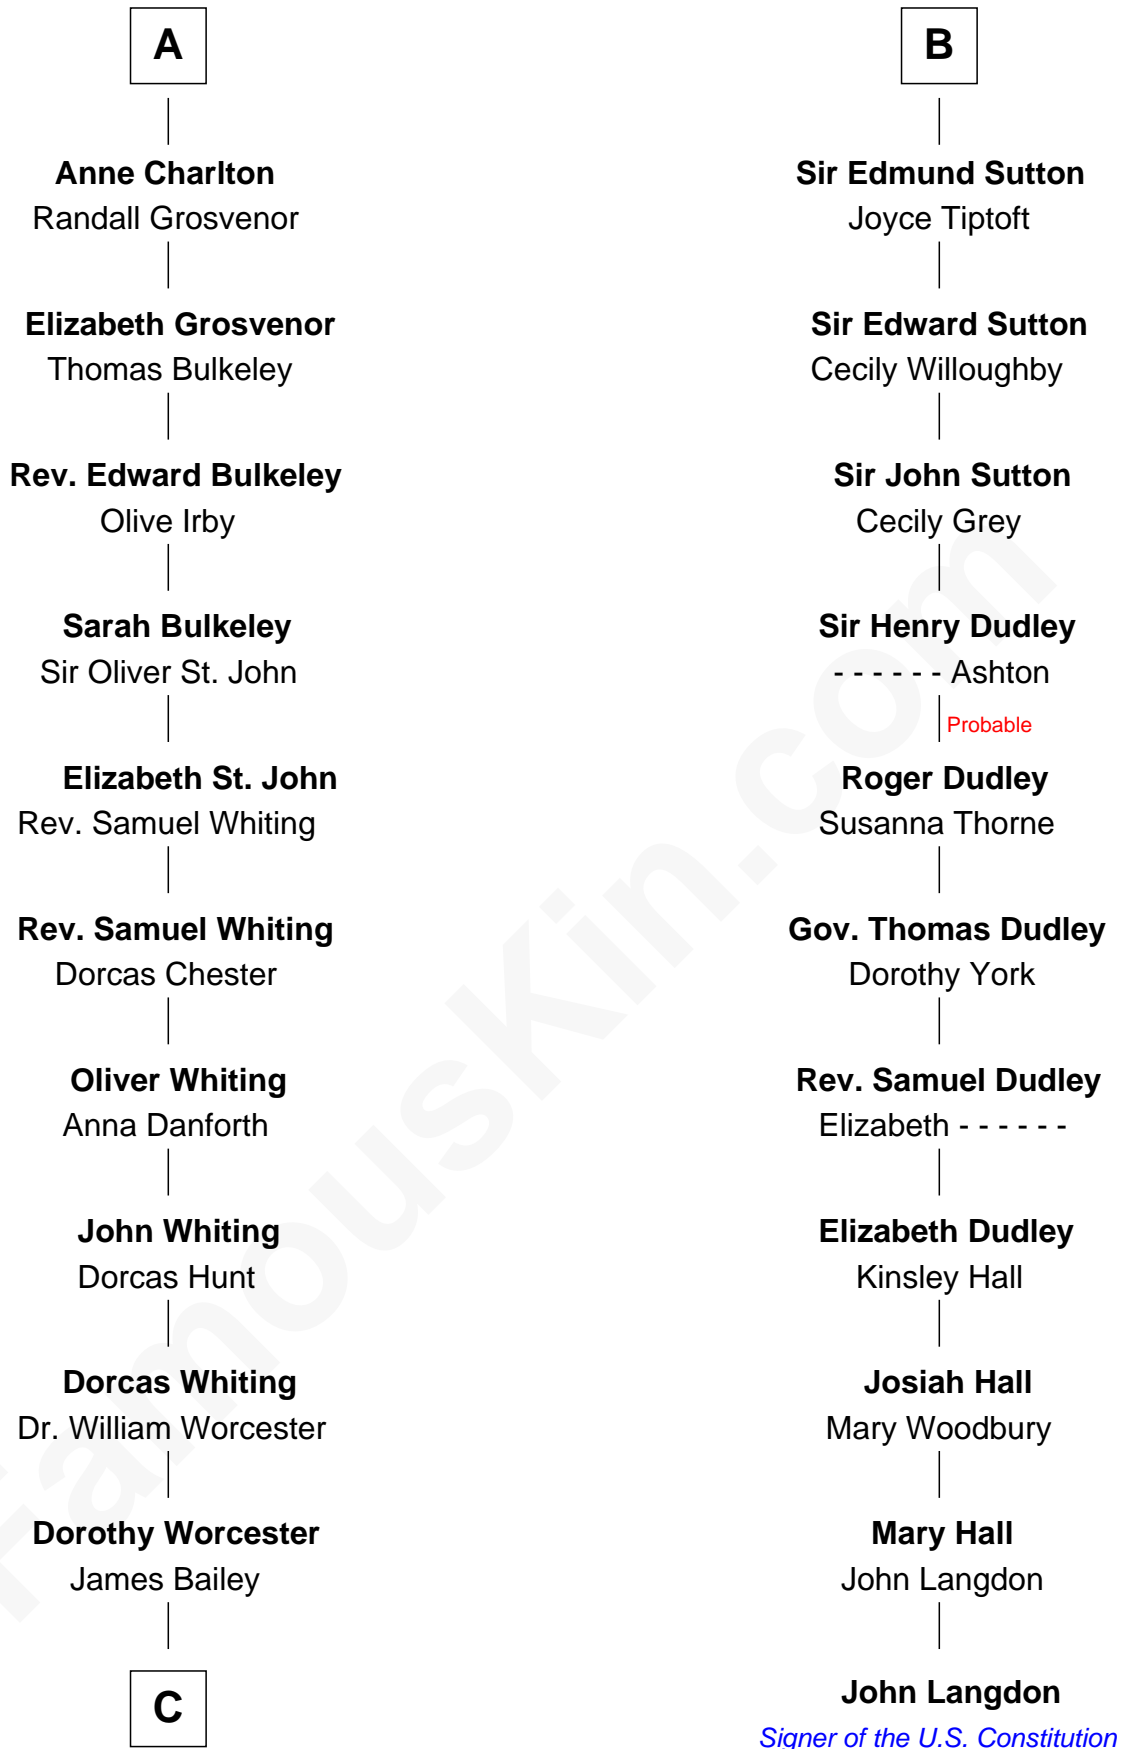 A
Anne Charlton
Randall Grosvenor
Elizabeth Grosvenor
Thomas Bulkeley
Rev. Edward Bulkeley
Olive Irby
Sarah Bulkeley
Sir Oliver St. John
Elizabeth St. John
Rev. Samuel Whiting
Rev. Samuel Whiting
Dorcas Chester
Oliver Whiting
Anna Danforth
John Whiting
Dorcas Hunt
Dorcas Whiting
Dr. William Worcester
Dorothy Worcester
James Bailey
C
B
Sir Edmund Sutton
Joyce Tiptoft
Sir Edward Sutton
Cecily Willoughby
Sir John Sutton
Cecily Grey
Sir Henry Dudley
- - - - - - Ashton
Probable
Roger Dudley
Susanna Thorne
Gov. Thomas Dudley
Dorothy York
Rev. Samuel Dudley
Elizabeth - - - - - -
Elizabeth Dudley
Kinsley Hall
Josiah Hall
Mary Woodbury
Mary Hall
John Langdon
John Langdon
Signer of the U.S. Constitution
FamousKin.com